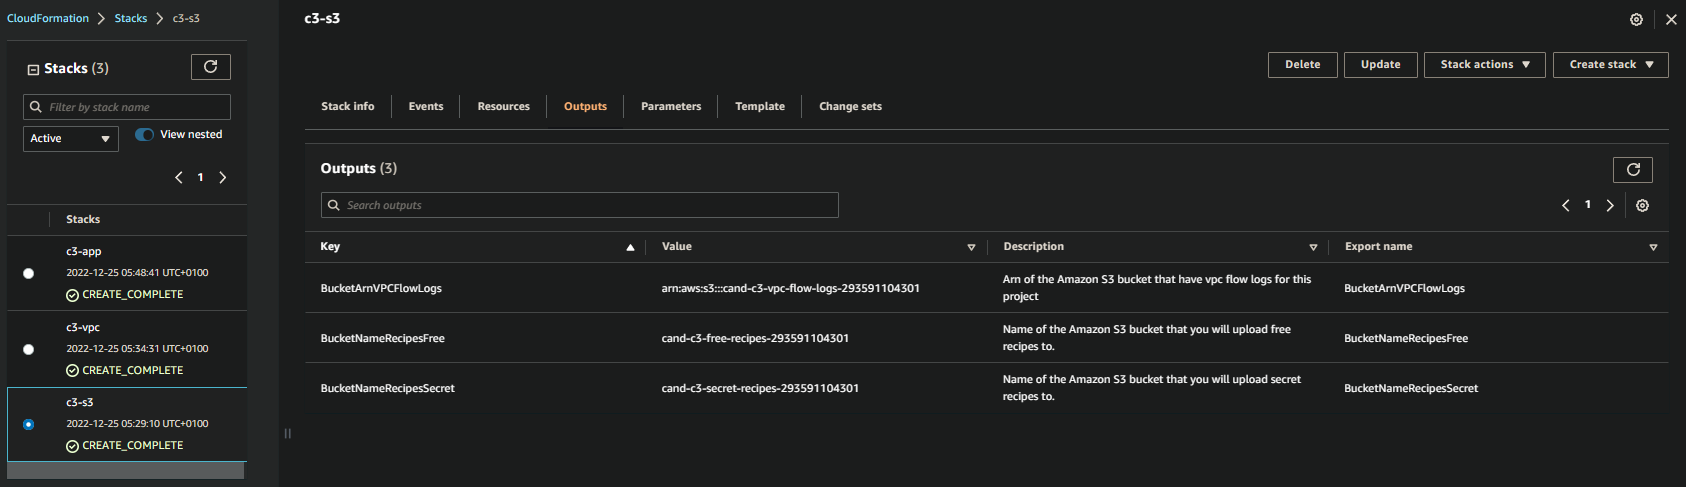 CloudFormation > Stacks > c3-s3
Stacks (3)
Filter by stack name
Active
View nested
1
Stacks
c3-app
2022-12-25 05:48:41 UTC+0100
CREATE_COMPLETE
c3-vpc
2022-12-25 05:34:31 UTC+0100
CREATE_COMPLETE
c3-s3
2022-12-25 05:29:10 UTC+0100
CREATE_COMPLETE
c3-s3
Delete Update Stack actions Create stack
Stack info Events Resources Outputs Parameters Template Change sets
Outputs (3)
Search outputs
1
Key Value Description Export name
BucketArnVPCFlowLogs arn:aws:s3:::cand-c3-vpc-flow-logs-293591104301 Arn of the Amazon S3 bucket that have vpc flow logs for this BucketArnVPCFlowLogs
project
BucketNameRecipesFree cand-c3-free-recipes-293591104301 Name of the Amazon S3 bucket that you will upload free BucketNameRecipesFree
recipes to.
BucketNameRecipesSecret cand-c3-secret-recipes-293591104301 Name of the Amazon S3 bucket that you will upload secret BucketNameRecipesSecret
recipes to.